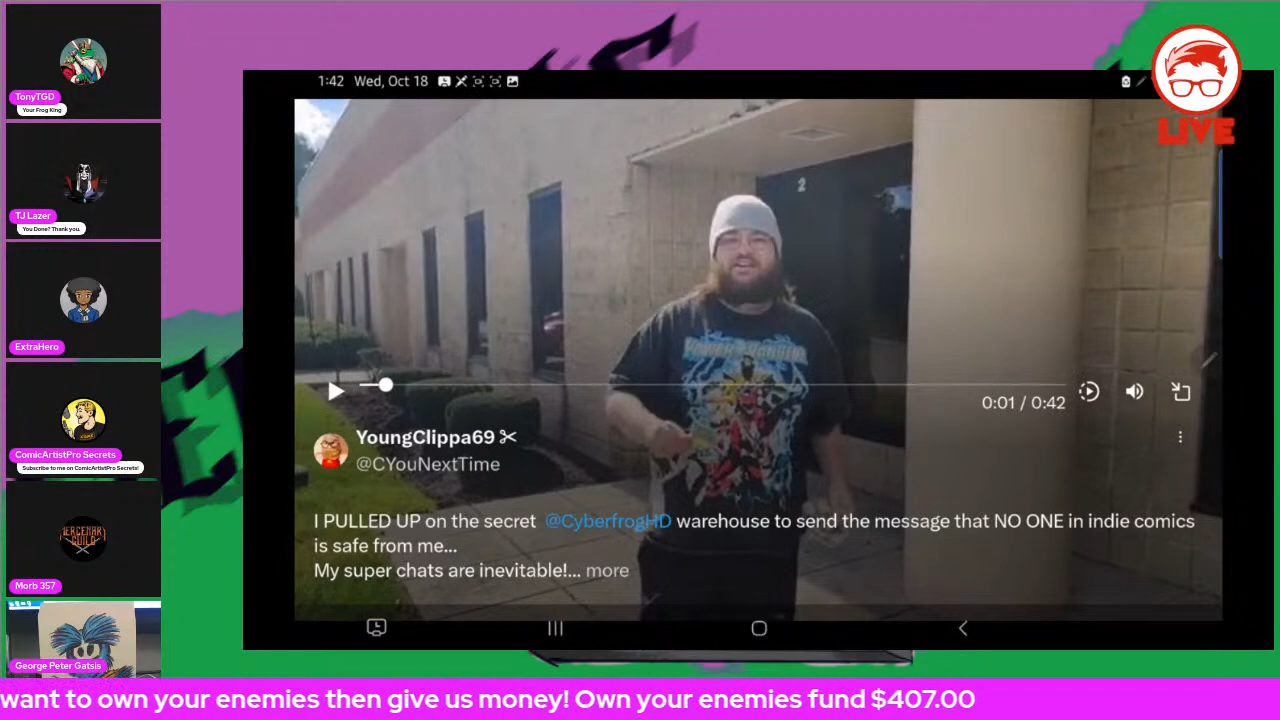 TonyTGD
Your Frog King
TJ Lazer
You Done? Thank you.
ExtraHero
ComicArtistPro Secrets
Subscribe to me on ComicArtistPro Secrets!
MERCENARY
GUILD
Morb 357
George Peter Gatsis
LIVE
1:42 Wed, Oct 18
2
0:01 / 0:42
YoungClippa69 ✂
@CYouNextTime
I PULLED UP on the secret @CyberfrogHD warehouse to send the message that NO ONE in indie comics
is safe from me...
My super chats are inevitable!... more
want to own your enemies then give us money! Own your enemies fund $407.00